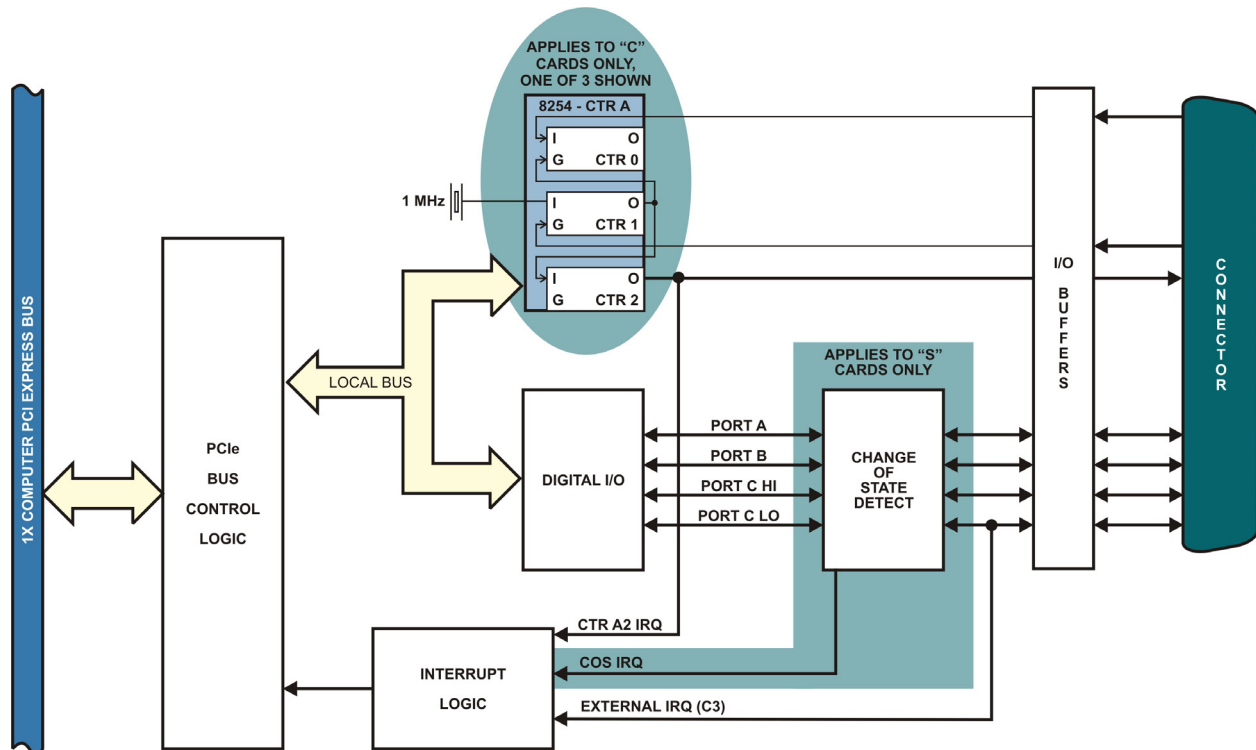 APPLIES TO “C”
CARDS ONLY,
ONE OF 3 SHOWN
8254 - CTR A
I O
G CTR 0
1 MHz
I O
G CTR 1
I O
G CTR 2
1X COMPUTER PCI EXPRESS BUS
PCIe
BUS
CONTROL
LOGIC
LOCAL BUS
DIGITAL I/O
PORT A
PORT B
PORT C HI
PORT C LO
APPLIES TO “S”
CARDS ONLY
CHANGE
OF
STATE
DETECT
I/O
BUFFERS
CONNECTOR
INTERRUPT
LOGIC
CTR A2 IRQ
COS IRQ
EXTERNAL IRQ (C3)